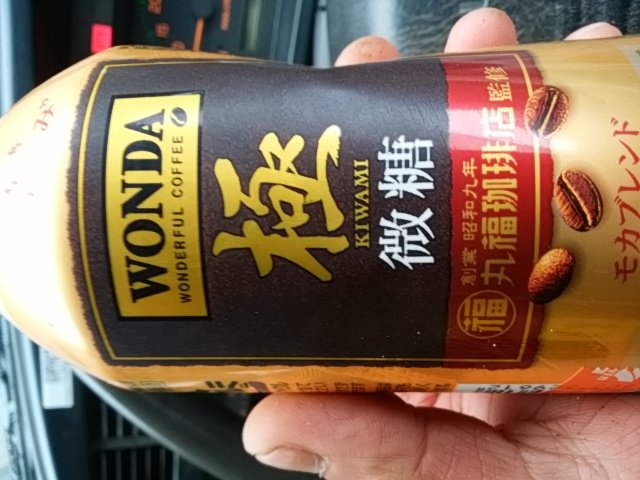 WONDA
WONDERFUL COFFEE
極
KIWAMI
微糖
創業 昭和九年
福 丸福珈琲店 監修
モカブレンド